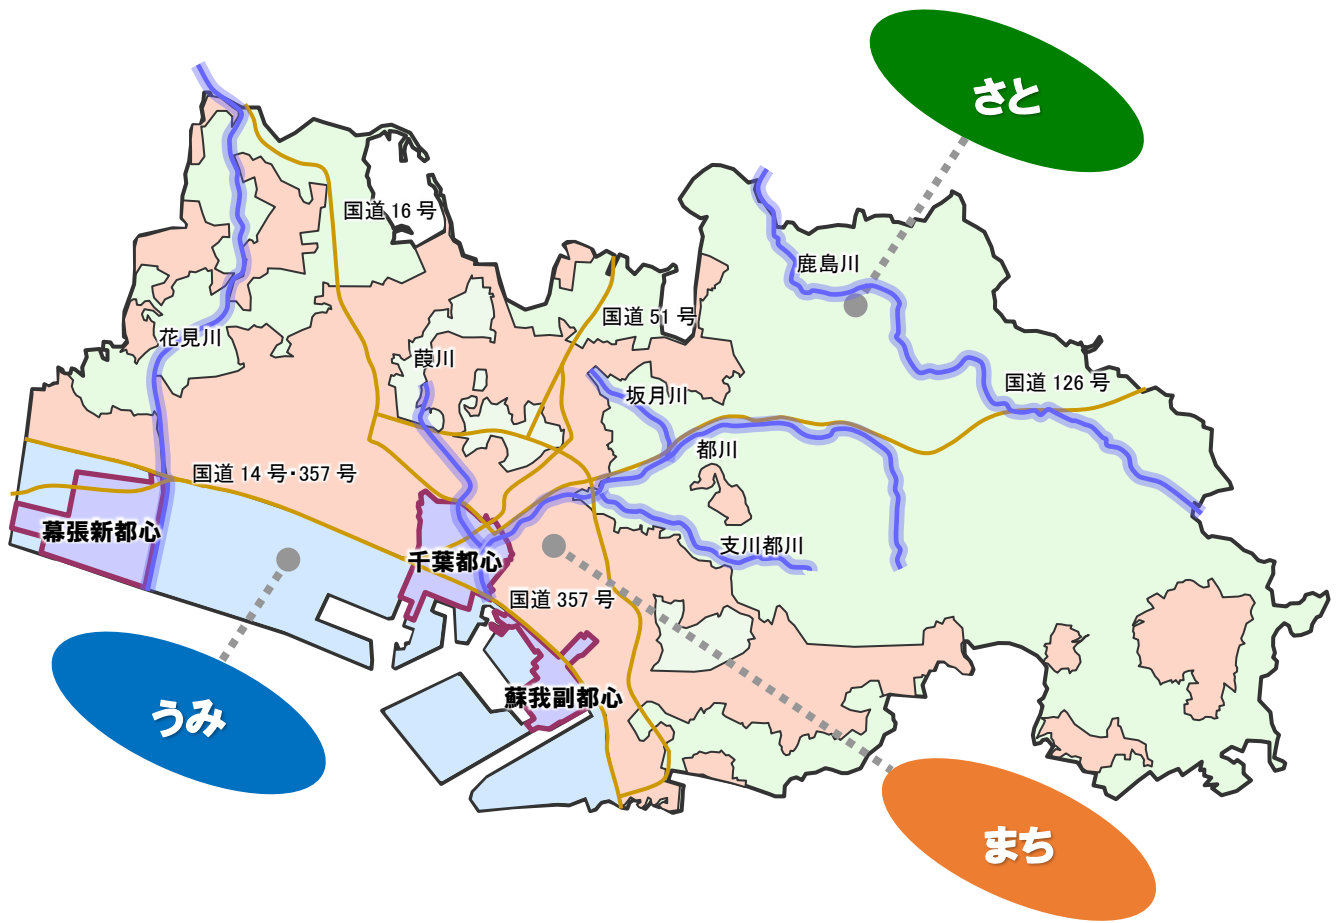 さと
国道 16 号
鹿島川
国道 51 号
花見川
葭川
国道 126 号
坂月川
都川
国道 14 号・357 号
幕張新都心
支川都川
千葉都心
国道 357 号
蘇我副都心
うみ
まち